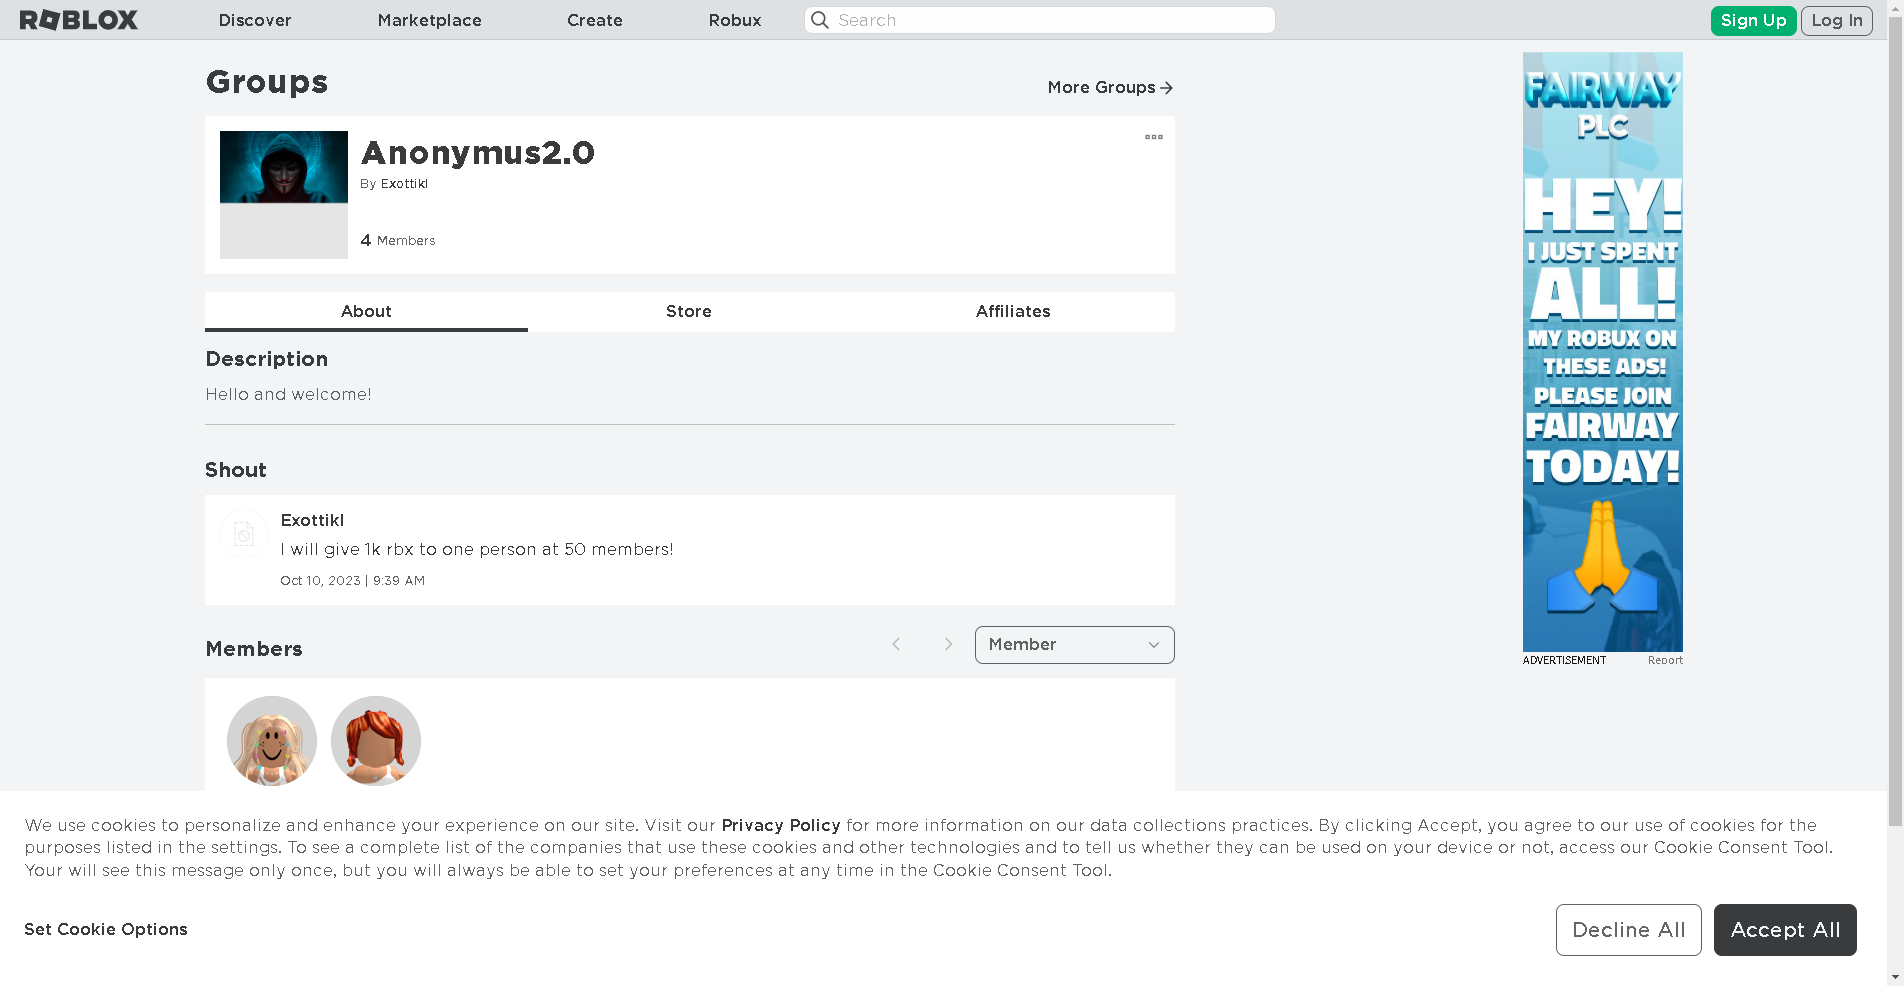 ROBLOX
Discover
Marketplace
Create
Robux
Search
Sign Up
Log In
Groups
More Groups
Anonymus2.0
By Exottikl
4 Members
About
Store
Affiliates
Description
Hello and welcome!
Shout
Exottikl
I will give 1k rbx to one person at 50 members!
Oct 10, 2023 | 9:39 AM
Members
Member
FAIRWAY
PLC
HEY!
I JUST SPENT
ALL!
MY ROBUX ON
THESE ADS!
PLEASE JOIN
FAIRWAY
TODAY!
ADVERTISEMENT
Report
We use cookies to personalize and enhance your experience on our site. Visit our Privacy Policy for more information on our data collections practices. By clicking Accept, you agree to our use of cookies for the
purposes listed in the settings. To see a complete list of the companies that use these cookies and other technologies and to tell us whether they can be used on your device or not, access our Cookie Consent Tool.
Your will see this message only once, but you will always be able to set your preferences at any time in the Cookie Consent Tool.
Set Cookie Options
Decline All
Accept All